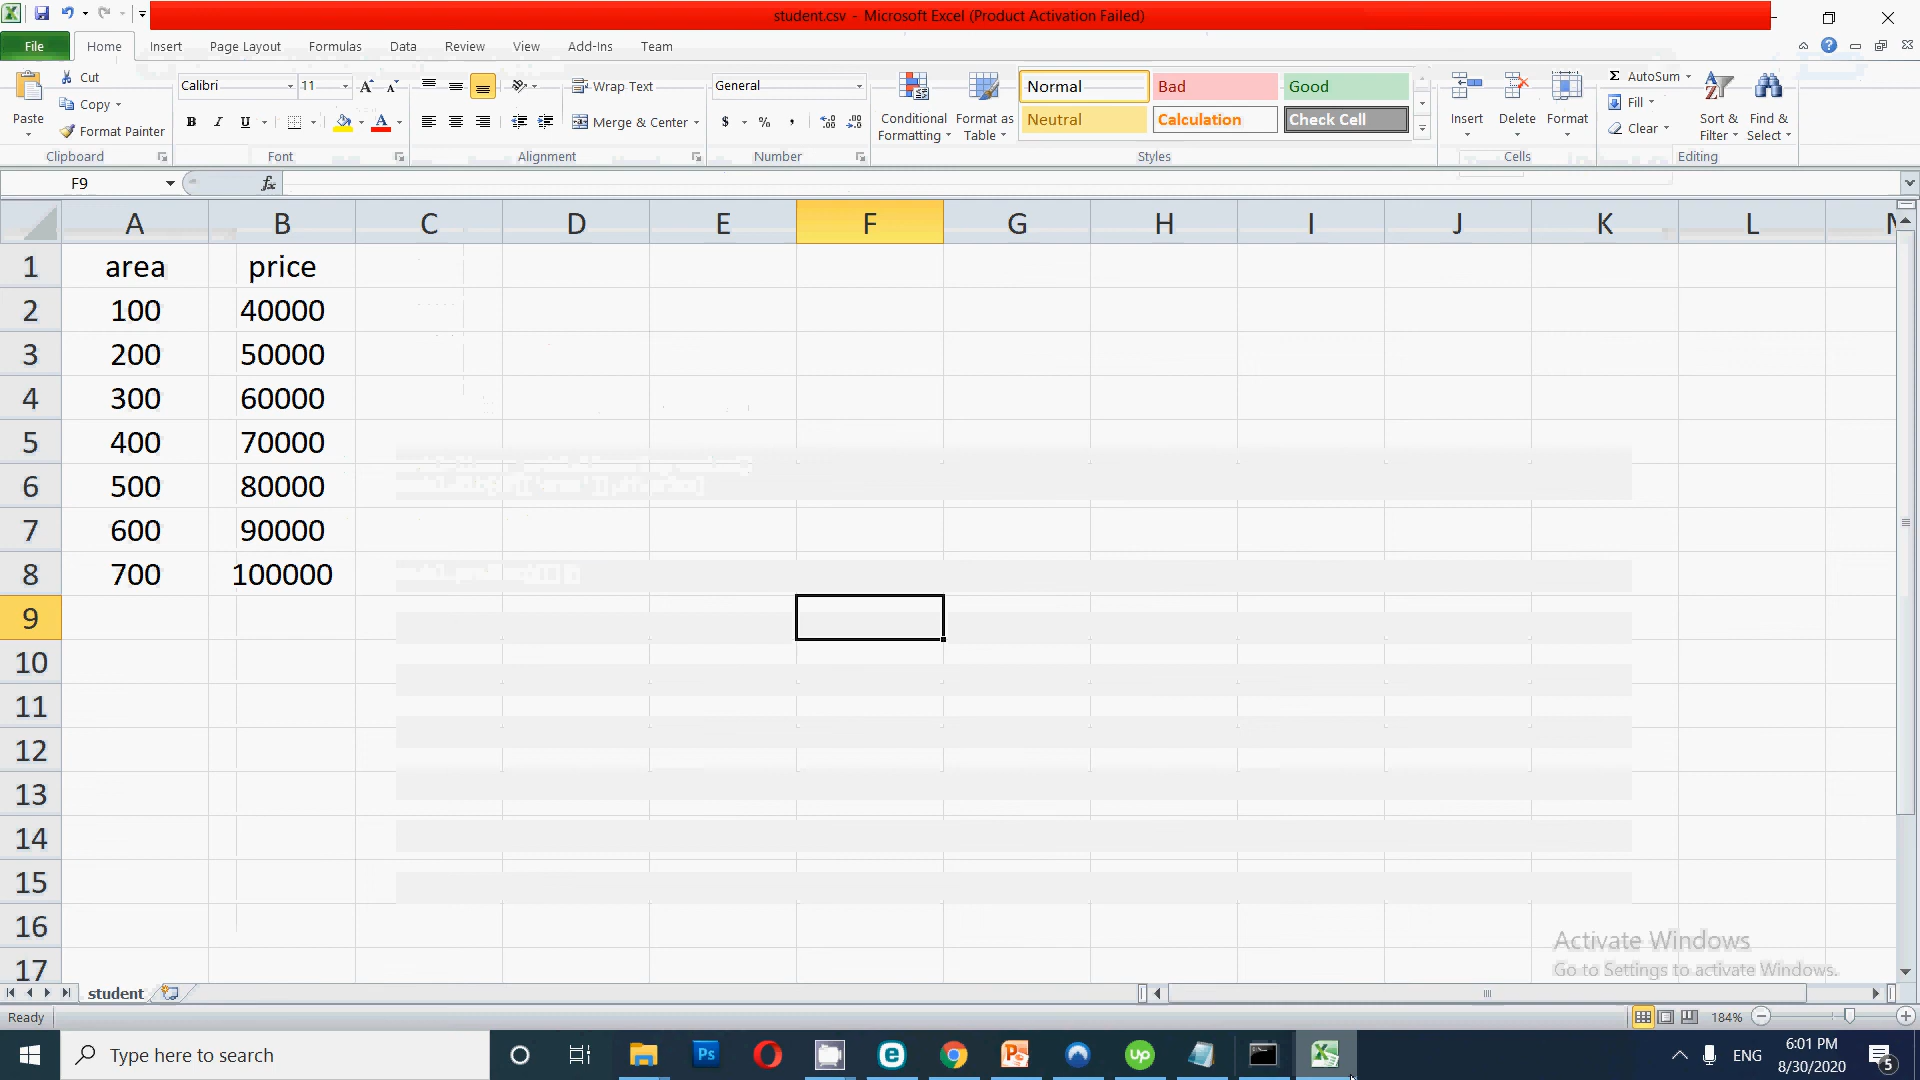 student.csv - Microsoft Excel (Product Activation Failed)
File Home Insert Page Layout Formulas Data Review View Add-Ins Team
Paste Cut Copy Format Painter Clipboard
Calibri 11 B I U A Font
Wrap Text Merge & Center Alignment
General $ % , Number
Conditional Formatting Format as Table
Normal Bad Good
Neutral Calculation Check Cell
Styles
Insert Delete Format Cells
Σ AutoSum Fill Clear Sort & Filter Find & Select Editing
F9 fx
A B C D E F G H I J K L
1 area price
2 100 40000
3 200 50000
4 300 60000
5 400 70000
6 500 80000
7 600 90000
8 700 100000
9
10
11
12
13
14
15
16
17
Activate Windows
Go to Settings to activate Windows.
student
Ready 184%
Type here to search Ps up ENG 6:01 PM
8/30/2020 5